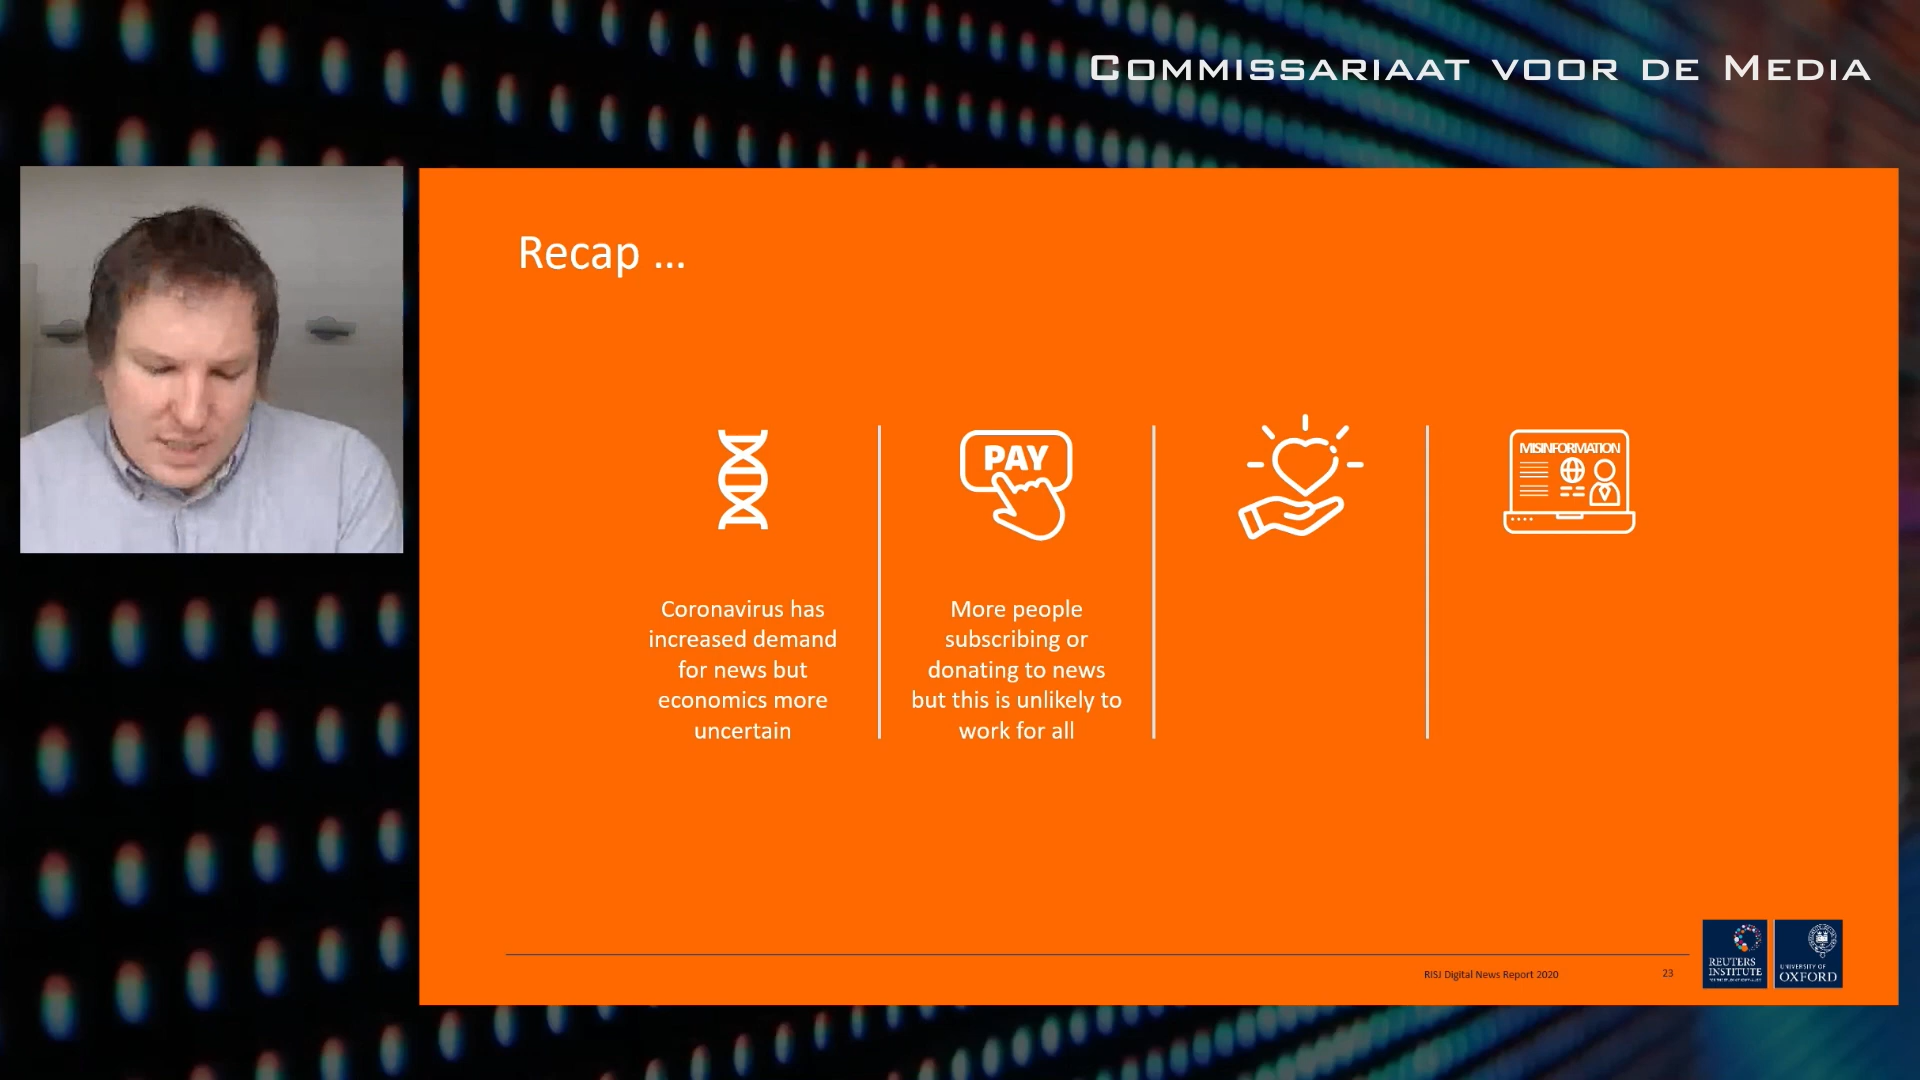 Commissariaat voor de Media
Recap ...
PAY
MISINFORMATION
Coronavirus has
increased demand
for news but
economics more
uncertain
More people
subscribing or
donating to news
but this is unlikely to
work for all
RISJ Digital News Report 2020
23
REUTERS
INSTITUTE
UNIVERSITY OF
OXFORD